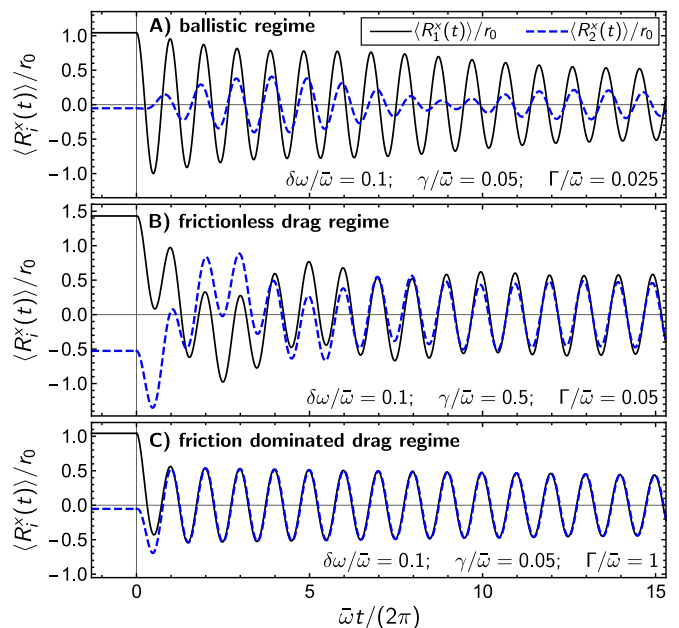 A) ballistic regime
⟨R₁ˣ(t)⟩/r₀ ⟨R₂ˣ(t)⟩/r₀
1.0
0.5
0.0
−0.5
−1.0
⟨Rᵢˣ(t)⟩/r₀
δω/ω̄ = 0.1; γ/ω̄ = 0.05; Γ/ω̄ = 0.025
B) frictionless drag regime
1.5
1.0
0.5
0.0
−0.5
−1.0
⟨Rᵢˣ(t)⟩/r₀
δω/ω̄ = 0.1; γ/ω̄ = 0.5; Γ/ω̄ = 0.05
C) friction dominated drag regime
1.0
0.5
0.0
−0.5
−1.0
⟨Rᵢˣ(t)⟩/r₀
δω/ω̄ = 0.1; γ/ω̄ = 0.05; Γ/ω̄ = 1
0 5 10 15
ω̄t/(2π)